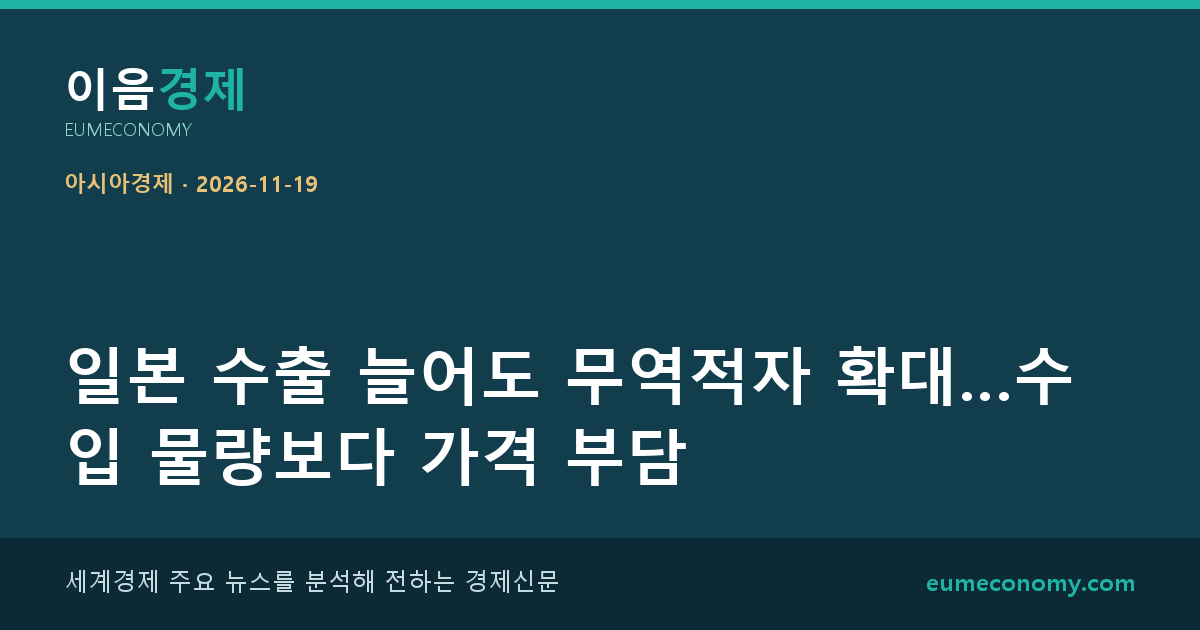 이음경제
EUMECONOMY
아시아경제 · 2026-11-19
일본 수출 늘어도 무역적자 확대...수
입 물량보다 가격 부담
세계경제 주요 뉴스를 분석해 전하는 경제신문
eumeconomy.com